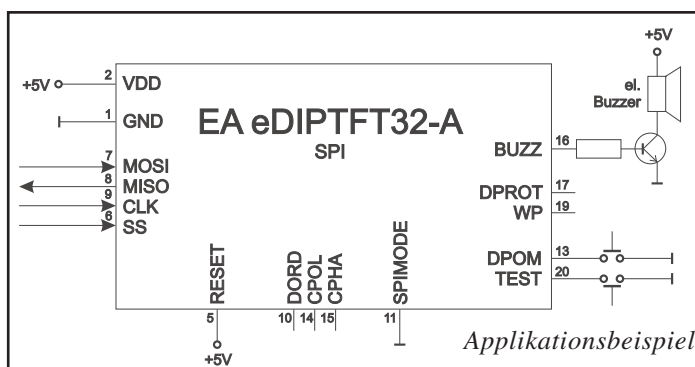 +5V
2
VDD
+5V
1
GND
EA eDIPTFT32-A
SPI
el.
Buzzer
BUZZ
16
7
MOSI
8
MISO
9
CLK
6
SS
DPROT
17
WP
19
DPOM
13
TEST
20
RESET
DORD
CPOL
CPHA
SPIMODE
5
10
14
15
11
+5V
Applikationsbeispiel